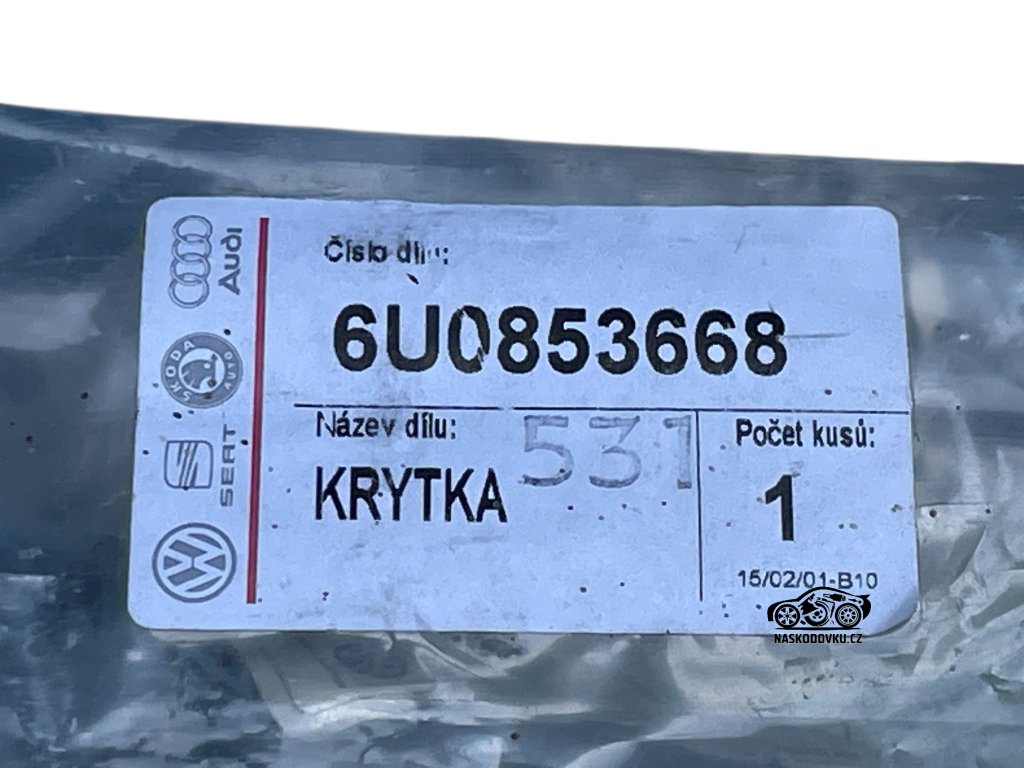 Audi
ŠKODA AUTO
SEAT
Číslo dílu:
6U0853668
Název dílu:
531
KRYTKA
Počet kusů:
1
15/02/01-B10
NASKODOVKU.CZ